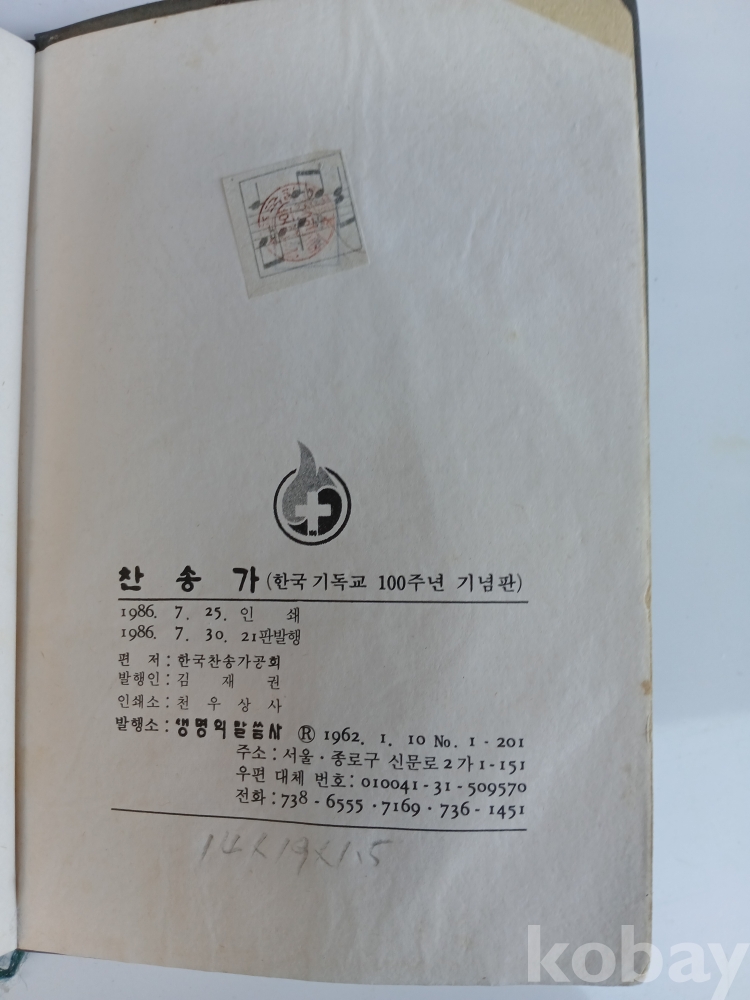 찬 송 가 (한국기독교 100주년 기념판)
1986. 7. 25. 인 쇄
1986. 7. 30. 21판발행
편 저 : 한국찬송가공회
발행인 : 김 재 권
인쇄소 : 천 우 상 사
발행소 : 생명의말씀사 Ⓡ 1962. 1. 10 No. 1 - 201
주소 : 서울 · 종로구 신문로 2 가 1 - 151
우편 대체 번호 : 010041 - 31 - 509570
전화 : 738 - 6555 · 7169 · 736 - 1451
14×19×1.5
kobay